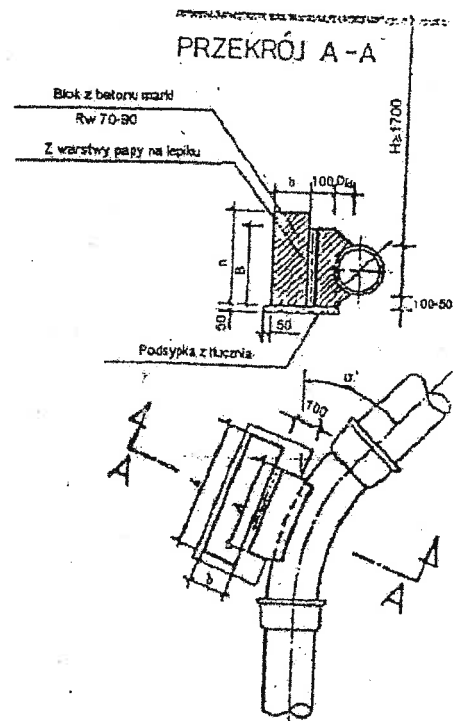 PRZEKRÓJ A-A
Blok z betonu marki
Rw 70-90
Z warstwy papy na lepiku
H≥1700
b
100
Dłd
h
B
50
50
100-50
Podsypka z tłucznia
α
100
A
A
A
b
A
A